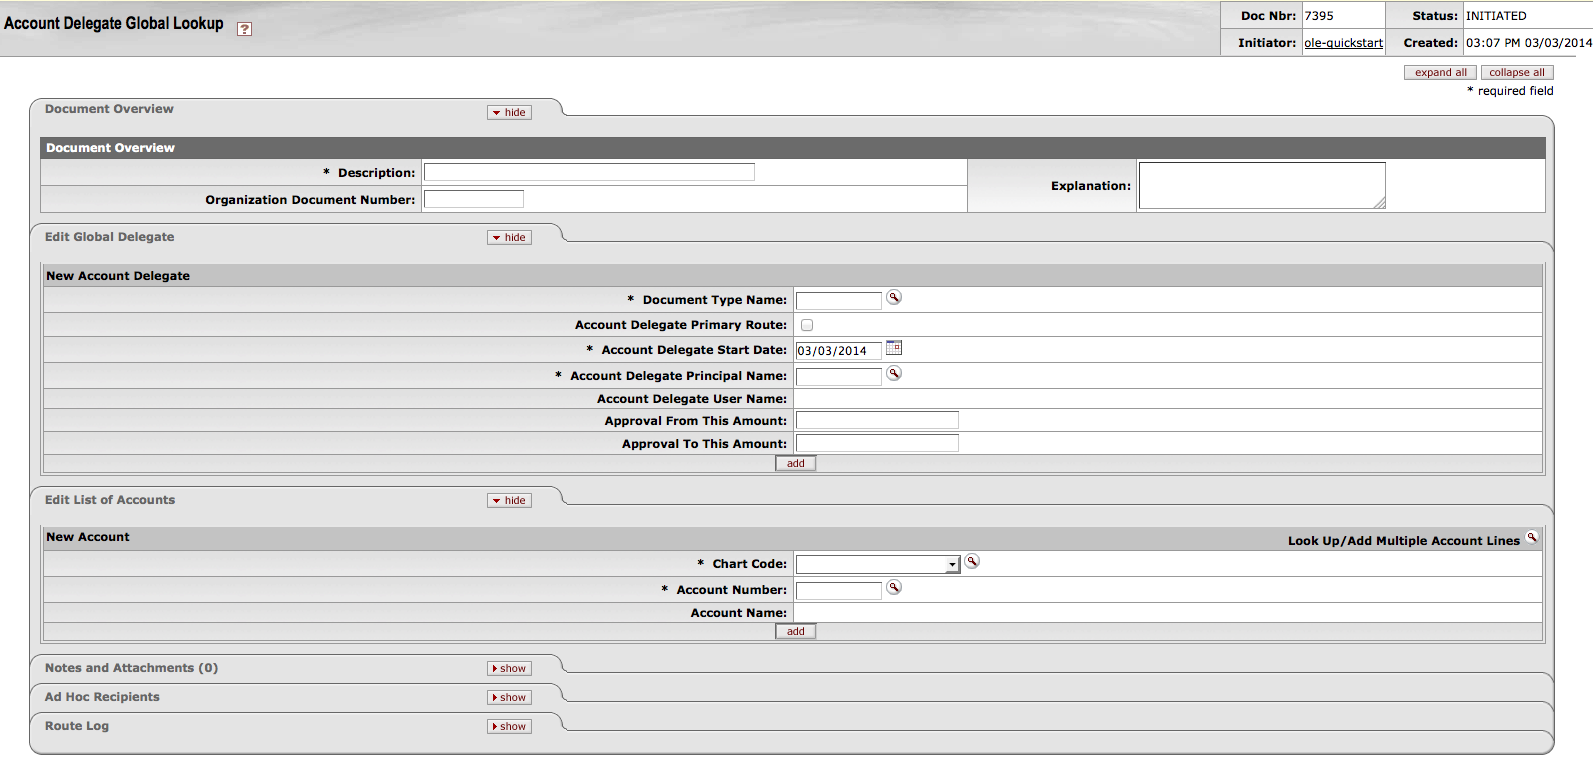 Account Delegate Global Lookup ?
Doc Nbr: 7395 Status: INITIATED
Initiator: ole-quickstart Created: 03:07 PM 03/03/2014
expand all collapse all
* required field
Document Overview hide
Document Overview
* Description:
Explanation:
Organization Document Number:
Edit Global Delegate hide
New Account Delegate
* Document Type Name:
Account Delegate Primary Route:
* Account Delegate Start Date: 03/03/2014
* Account Delegate Principal Name:
Account Delegate User Name:
Approval From This Amount:
Approval To This Amount:
add
Edit List of Accounts hide
New Account
Look Up/Add Multiple Account Lines
* Chart Code:
* Account Number:
Account Name:
add
Notes and Attachments (0) show
Ad Hoc Recipients show
Route Log show